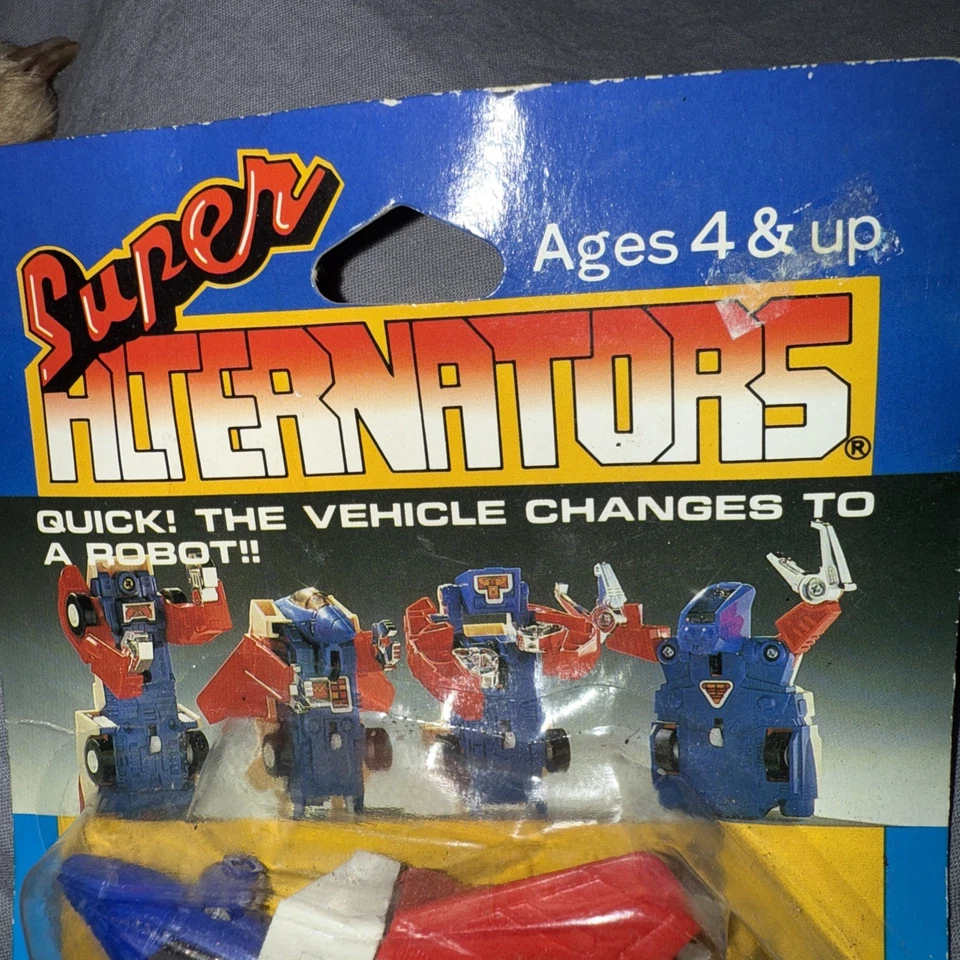 Ages 4 & up
Super
ALTERNATORS®
QUICK! THE VEHICLE CHANGES TO
A ROBOT!!